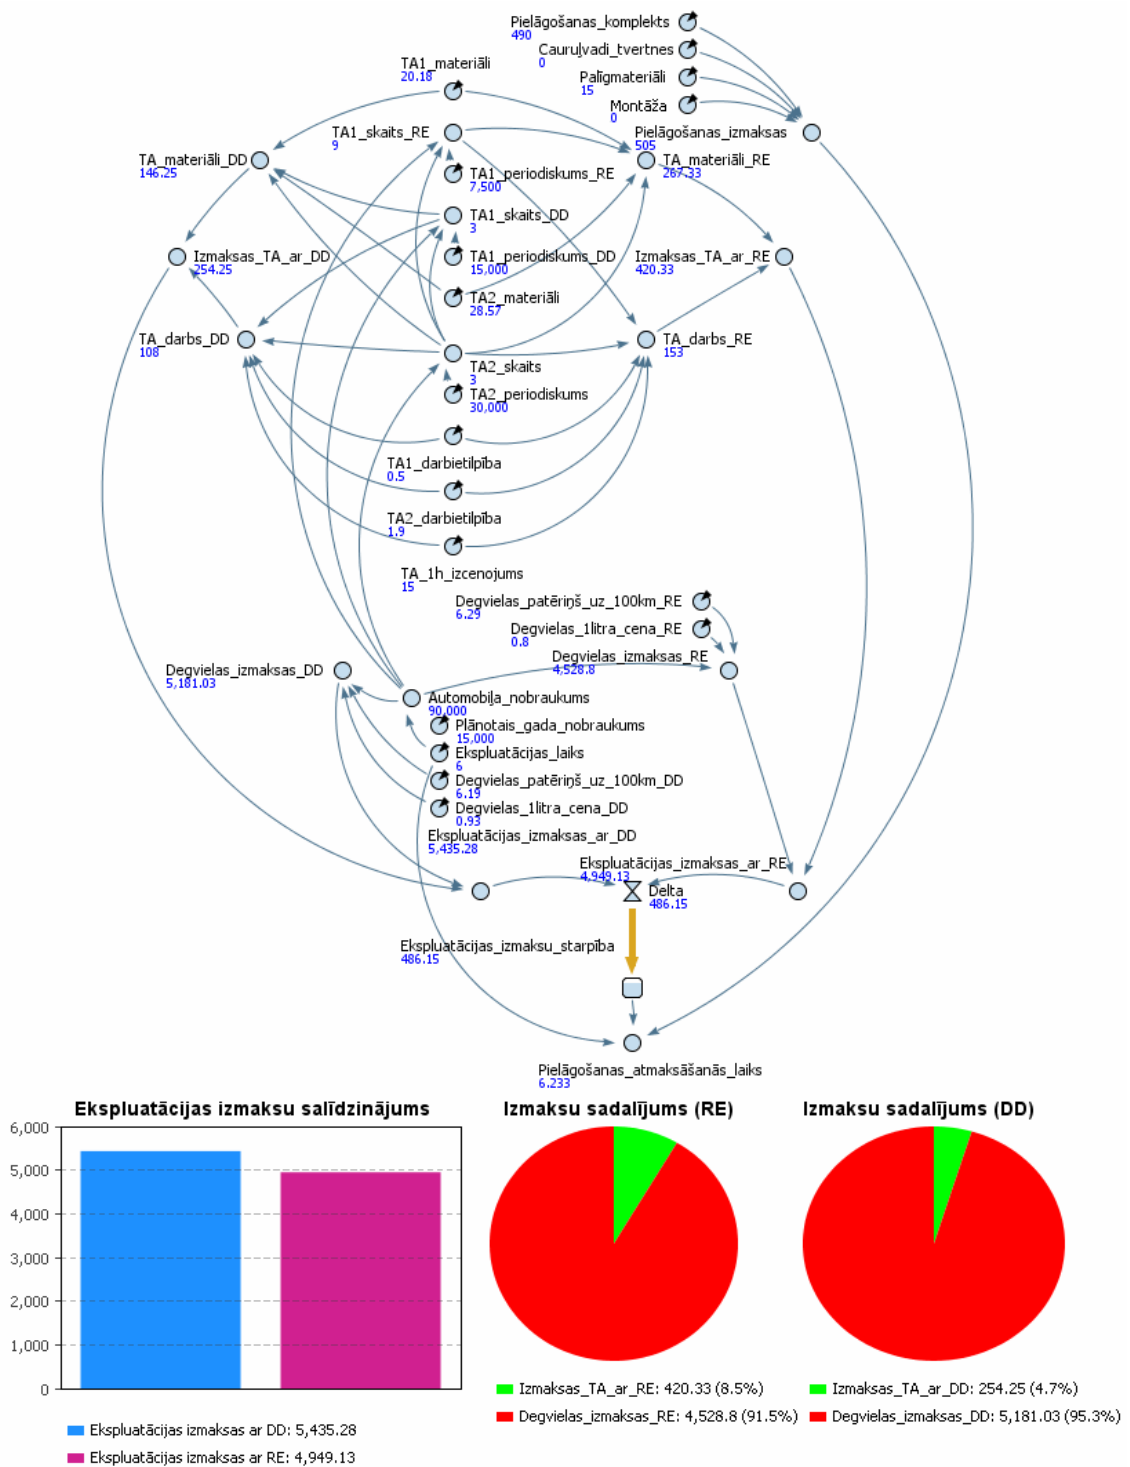 Pielāgošanas_komplekts
490
Cauruļvadi_tvertnes
0
Palīgmateriāli
15
Montāža
0
Pielāgošanas_izmaksas
505
TA1_materiāli
20.18
TA1_skaits_RE
9
TA_materiāli_DD
146.25
TA_materiāli_RE
267.33
TA1_periodiskums_RE
7,500
TA1_skaits_DD
3
Izmaksas_TA_ar_DD
254.25
TA1_periodiskums_DD
15,000
Izmaksas_TA_ar_RE
420.33
TA2_materiāli
28.57
TA_darbs_DD
108
TA_darbs_RE
153
TA2_skaits
3
TA2_periodiskums
30,000
TA1_darbietilpība
0.5
TA2_darbietilpība
1.9
TA_1h_izcenojums
15
Degvielas_patēriņš_uz_100km_RE
6.29
Degvielas_1litra_cena_RE
0.8
Degvielas_izmaksas_RE
4,528.8
Degvielas_izmaksas_DD
5,181.03
Automobiļa_nobraukums
90,000
Plānotais_gada_nobraukums
15,000
Ekspluatācijas_laiks
6
Degvielas_patēriņš_uz_100km_DD
6.19
Degvielas_1litra_cena_DD
0.93
Ekspluatācijas_izmaksas_ar_DD
5,435.28
Ekspluatācijas_izmaksas_ar_RE
4,949.13
Delta
486.15
Ekspluatācijas_izmaksu_starpība
486.15
Pielāgošanas_atmaksāšanās_laiks
6.233
Ekspluatācijas izmaksu salīdzinājums
6,000
5,000
4,000
3,000
2,000
1,000
0
Ekspluatācijas izmaksas ar DD: 5,435.28
Ekspluatācijas izmaksas ar RE: 4,949.13
Izmaksu sadalījums (RE)
Izmaksas_TA_ar_RE: 420.33 (8.5%)
Degvielas_izmaksas_RE: 4,528.8 (91.5%)
Izmaksu sadalījums (DD)
Izmaksas_TA_ar_DD: 254.25 (4.7%)
Degvielas_izmaksas_DD: 5,181.03 (95.3%)